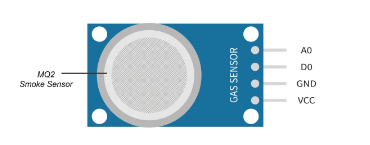 MQ2
Smoke Sensor
GAS SENSOR
A0
D0
GND
VCC